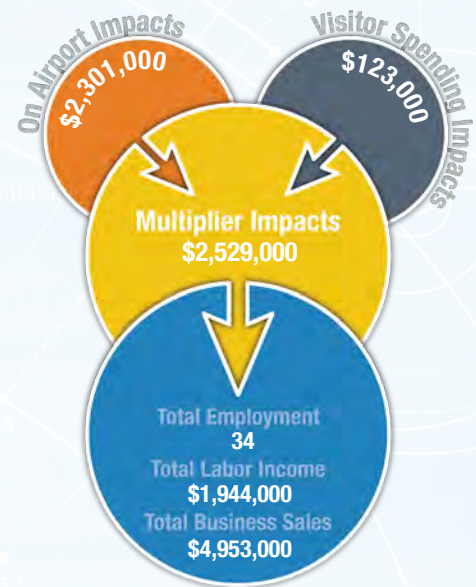 On Airport Impacts
$2,301,000
Visitor Spending Impacts
$123,000
Multiplier Impacts
$2,529,000
Total Employment
34
Total Labor Income
$1,944,000
Total Business Sales
$4,953,000